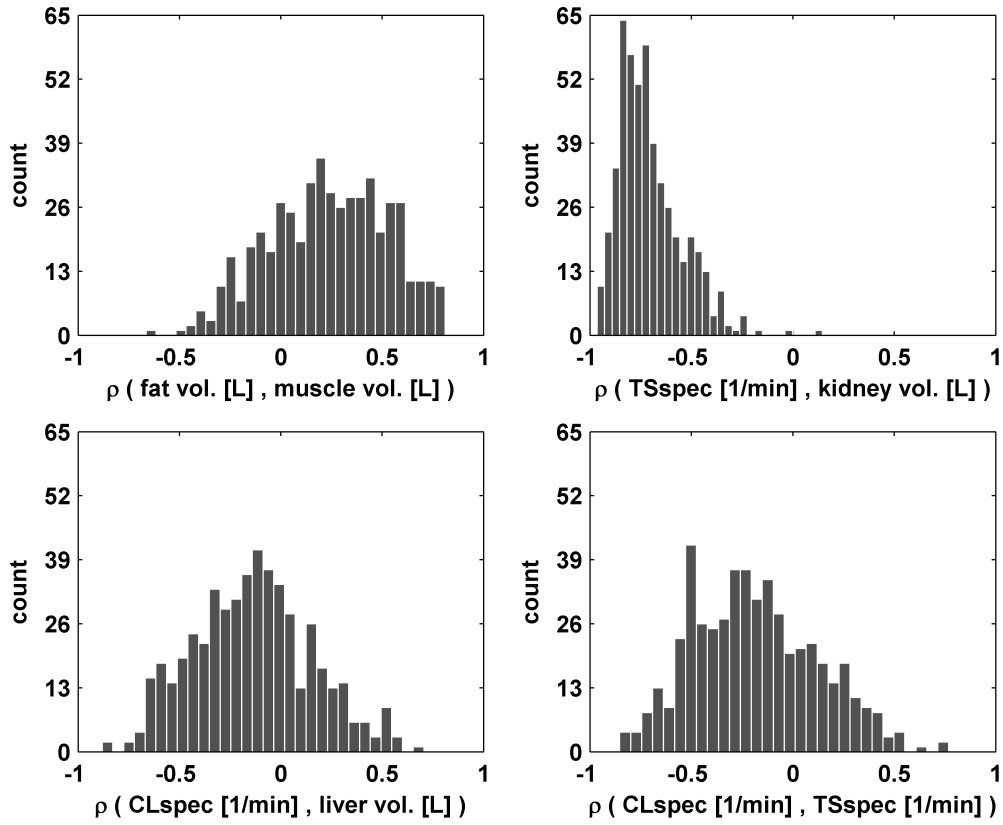 65
52
39
26
13
0
count
-1 -0.5 0 0.5 1
ρ ( fat vol. [L] , muscle vol. [L] )
65
52
39
26
13
0
count
-1 -0.5 0 0.5 1
ρ ( TSspec [1/min] , kidney vol. [L] )
65
52
39
26
13
0
count
-1 -0.5 0 0.5 1
ρ ( CLspec [1/min] , liver vol. [L] )
65
52
39
26
13
0
count
-1 -0.5 0 0.5 1
ρ ( CLspec [1/min] , TSspec [1/min] )